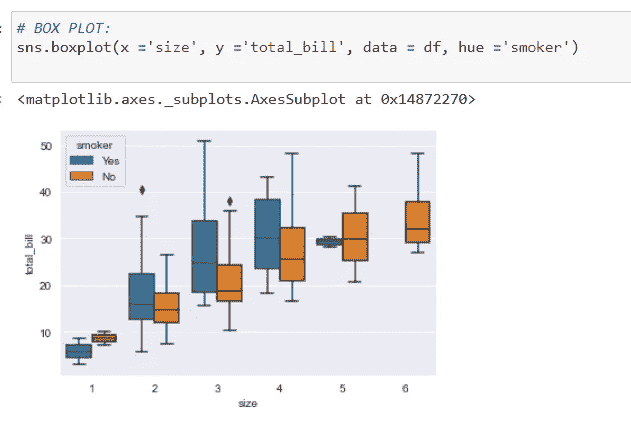 # BOX PLOT:
sns.boxplot(x ='size', y ='total_bill', data = df, hue ='smoker')
<matplotlib.axes._subplots.AxesSubplot at 0x14872270>
smoker
Yes
No
50
40
30
20
10
total_bill
1 2 3 4 5 6
size